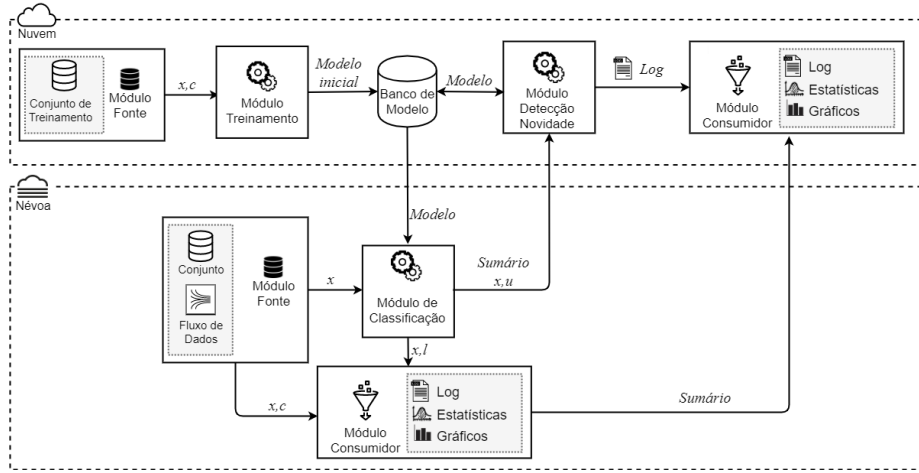 Nuvem
Conjunto de
Treinamento
Módulo
Fonte
x,c
Módulo
Treinamento
Modelo
inicial
Banco de
Modelo
Modelo
Módulo
Detecção
Novidade
Log
Módulo
Consumidor
Log
Estatísticas
Gráficos
Névoa
Modelo
Conjunto
Fluxo de
Dados
Módulo
Fonte
x
Módulo de
Classificação
Sumário
x,u
x,l
x,c
Módulo
Consumidor
Log
Estatísticas
Gráficos
Sumário